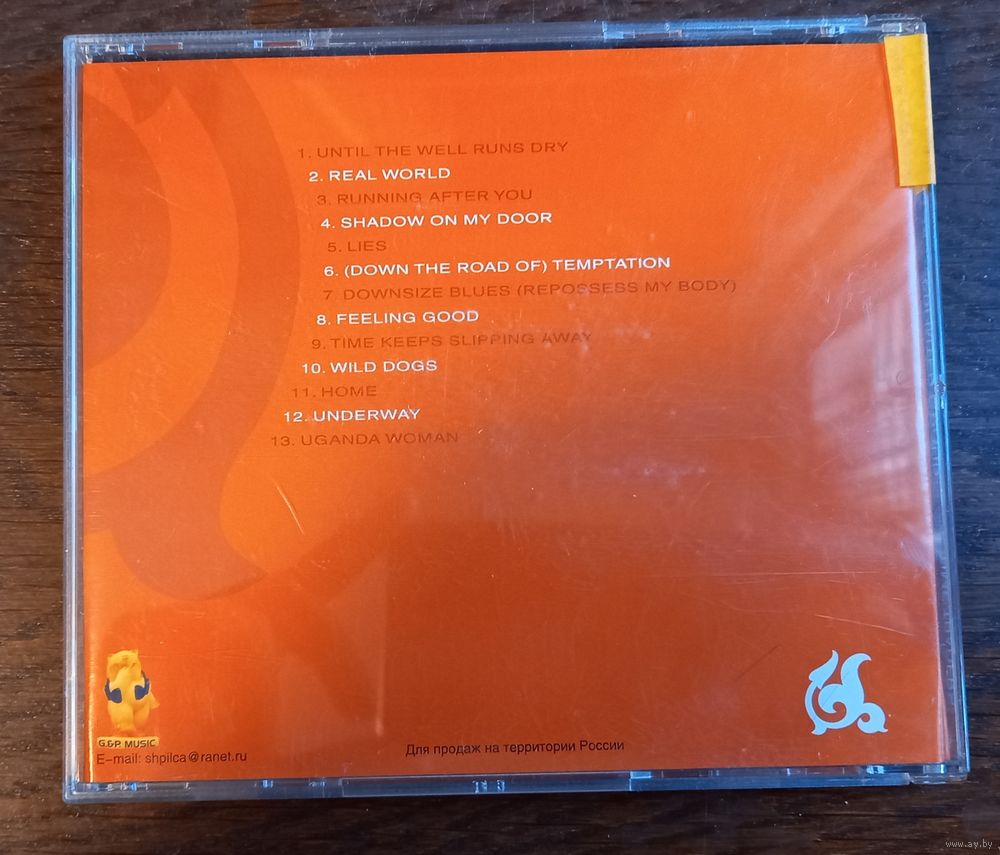 1. UNTIL THE WELL RUNS DRY
2. REAL WORLD
3. RUNNING AFTER YOU
4. SHADOW ON MY DOOR
5. LIES
6. (DOWN THE ROAD OF) TEMPTATION
7. DOWNSIZE BLUES (REPOSSESS MY BODY)
8. FEELING GOOD
9. TIME KEEPS SLIPPING AWAY
10. WILD DOGS
11. HOME
12. UNDERWAY
13. UGANDA WOMAN
G.&P. MUSIC
E-mail: shpilca@ranet.ru
Для продаж на территории России
www.ay.by